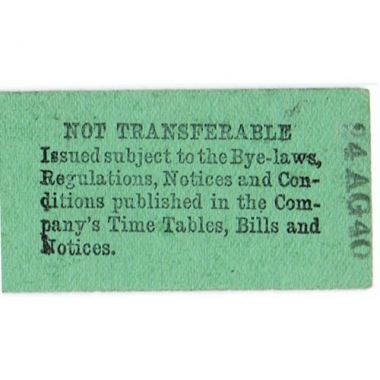 NOT TRANSFERABLE
Issued subject to the Bye-laws,
Regulations, Notices and Con-
ditions published in the Com-
pany's Time Tables, Bills and
Notices.
24 AG 40